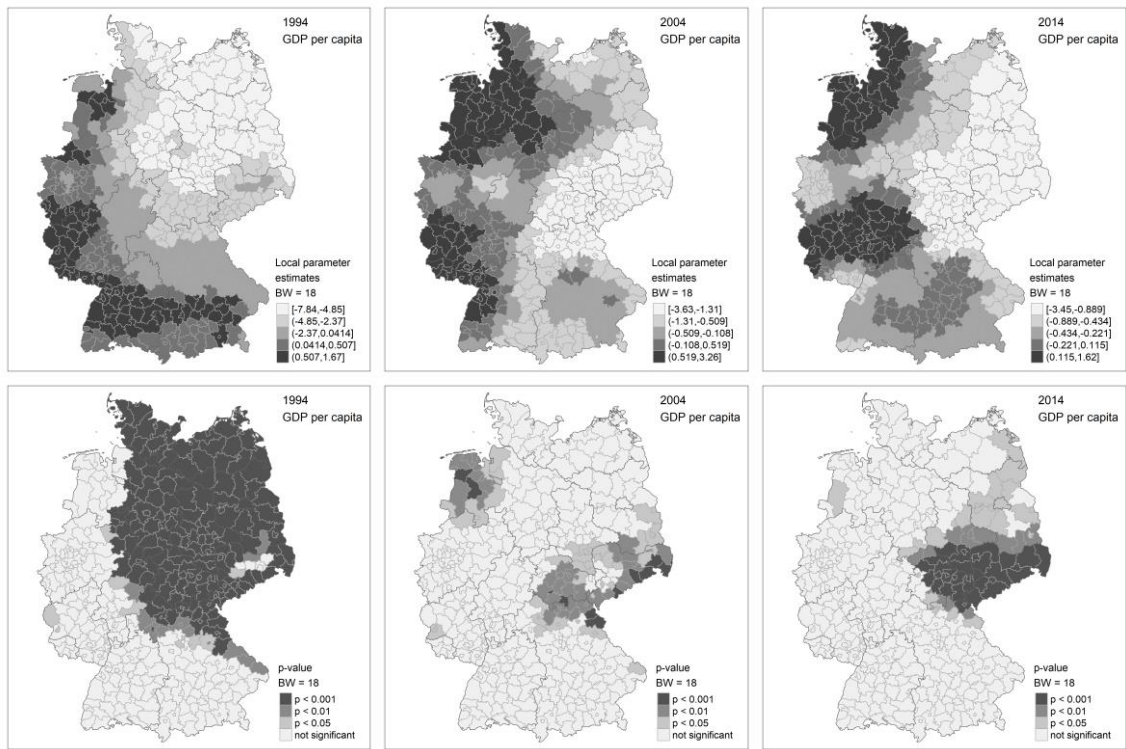 1994
GDP per capita
Local parameter
estimates
BW = 18
[-7.84,-4.85]
(-4.85,-2.37]
(-2.37,0.0414]
(0.0414,0.507]
(0.507,1.67]
2004
GDP per capita
Local parameter
estimates
BW = 18
[-3.63,-1.31]
(-1.31,-0.509]
(-0.509,-0.108]
(-0.108,0.519]
(0.519,3.26]
2014
GDP per capita
Local parameter
estimates
BW = 18
[-3.45,-0.889]
(-0.889,-0.434]
(-0.434,-0.221]
(-0.221,0.115]
(0.115,1.62]
1994
GDP per capita
p-value
BW = 18
p < 0.001
p < 0.01
p < 0.05
not significant
2004
GDP per capita
p-value
BW = 18
p < 0.001
p < 0.01
p < 0.05
not significant
2014
GDP per capita
p-value
BW = 18
p < 0.001
p < 0.01
p < 0.05
not significant